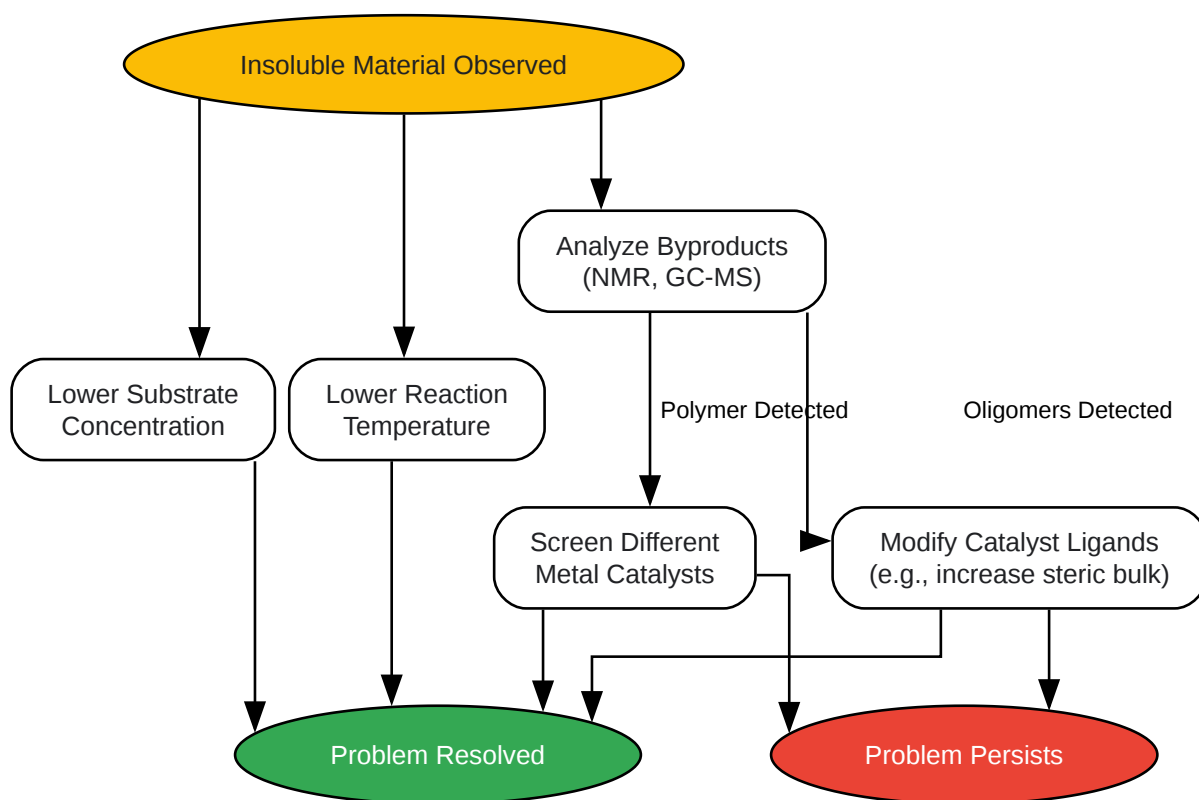 Insoluble Material Observed
Analyze Byproducts
(NMR, GC-MS)
Lower Substrate
Concentration
Lower Reaction
Temperature
Polymer Detected
Oligomers Detected
Screen Different
Metal Catalysts
Modify Catalyst Ligands
(e.g., increase steric bulk)
Problem Resolved
Problem Persists